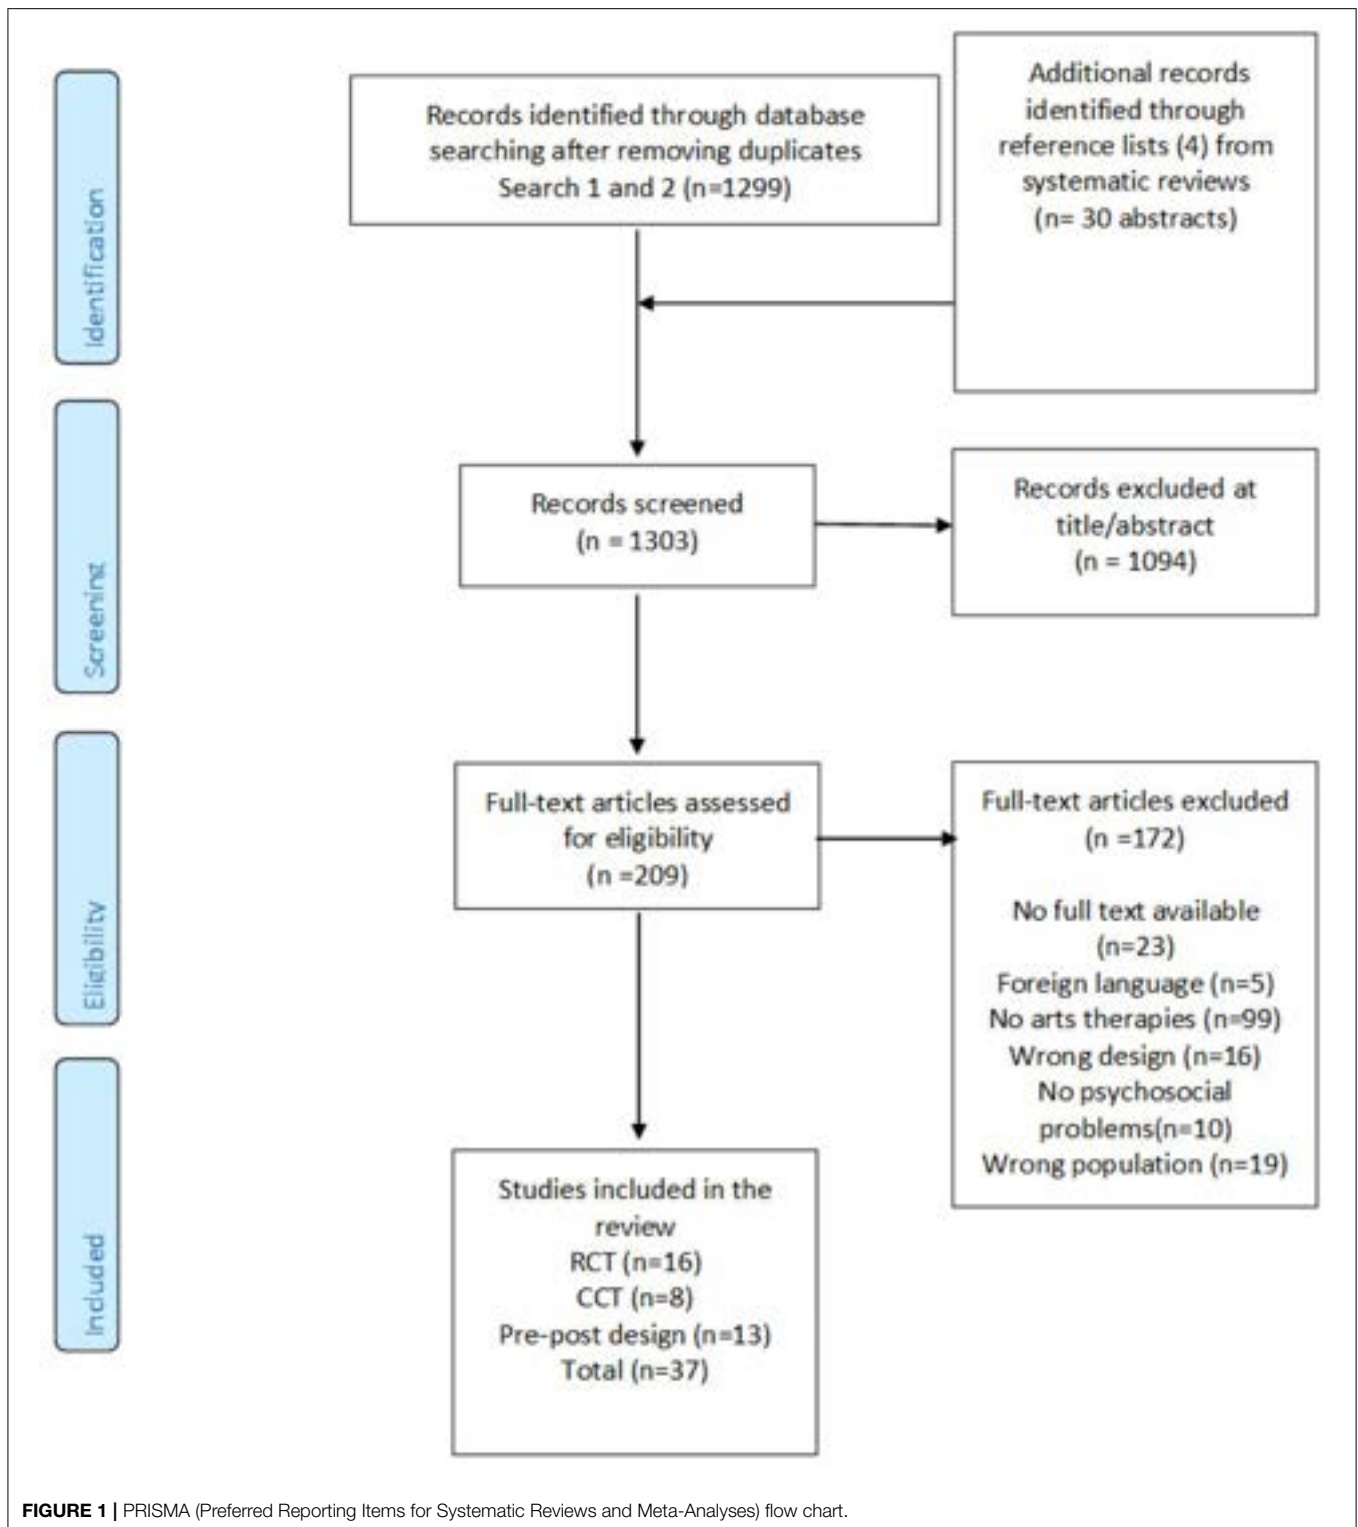 Identification
Records identified through database
searching after removing duplicates
Search 1 and 2 (n=1299)
Additional records
identified through
reference lists (4) from
systematic reviews
(n= 30 abstracts)
Screening
Records screened
(n = 1303)
Records excluded at
title/abstract
(n = 1094)
Eligibility
Full-text articles assessed
for eligibility
(n =209)
Full-text articles excluded
(n =172)
No full text available
(n=23)
Foreign language (n=5)
No arts therapies (n=99)
Wrong design (n=16)
No psychosocial
problems(n=10)
Wrong population (n=19)
Included
Studies included in the
review
RCT (n=16)
CCT (n=8)
Pre-post design (n=13)
Total (n=37)
FIGURE 1 | PRISMA (Preferred Reporting Items for Systematic Reviews and Meta-Analyses) flow chart.